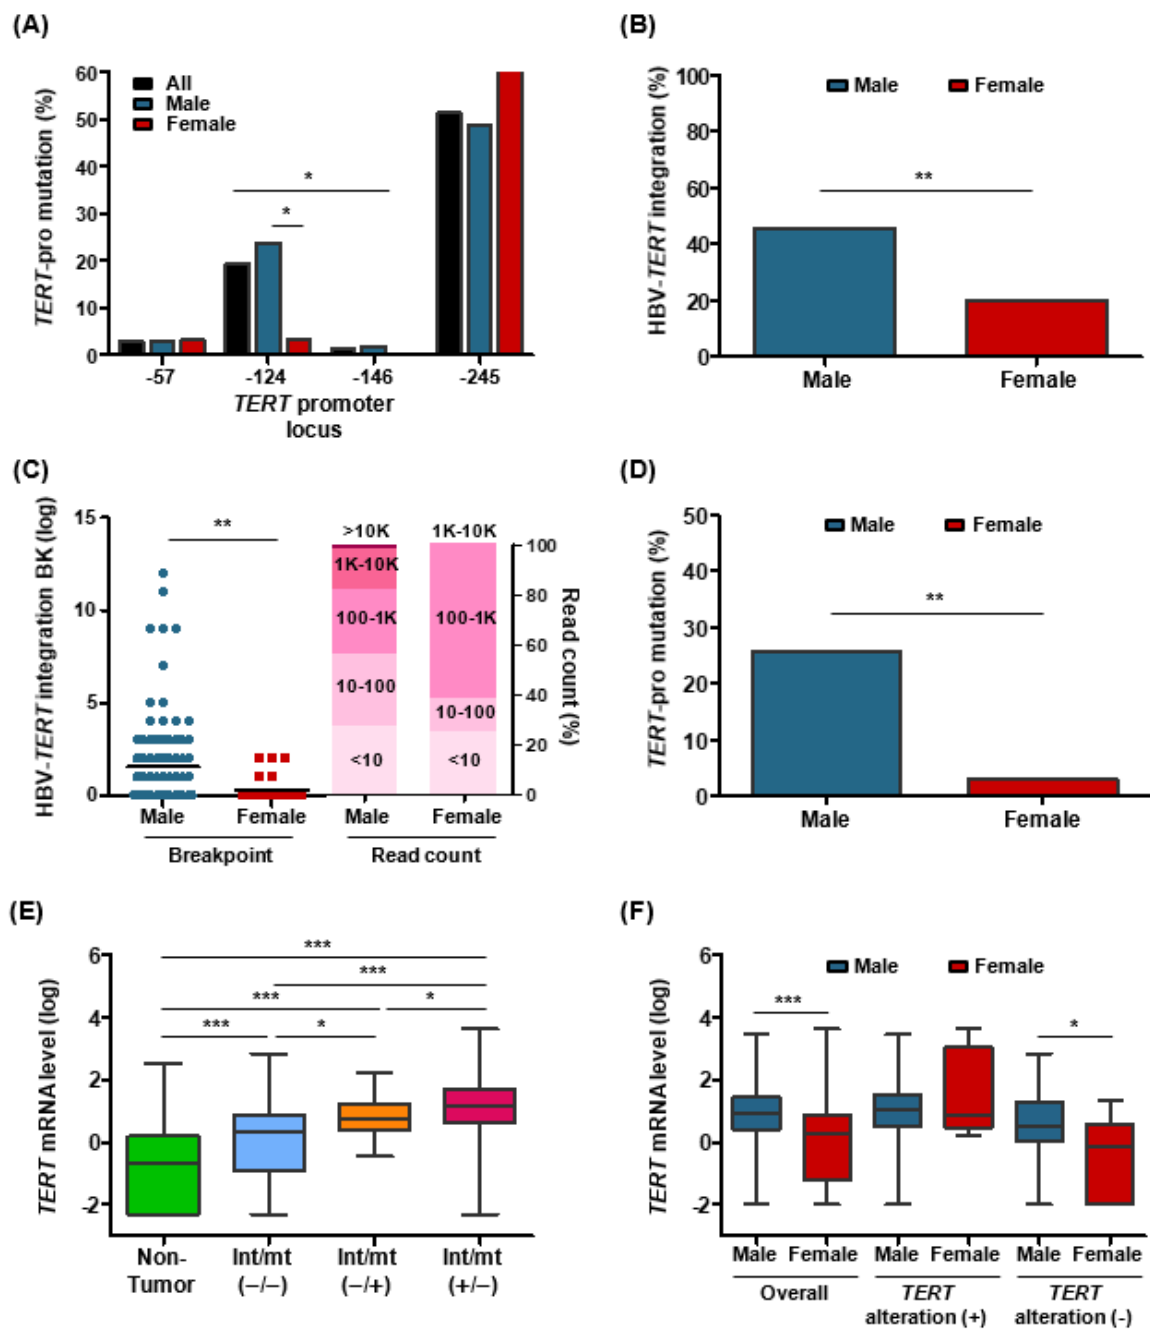 (A)
TERT-pro mutation (%)
60
50
40
30
20
10
0
All
Male
Female
*
*
-57
-124
-146
-245
TERT promoter
locus
(B)
HBV-TERT integration (%)
100
80
60
40
20
0
Male
Female
**
Male
Female
(C)
HBV-TERT integration BK (log)
15
10
5
0
**
>10K
1K-10K
100-1K
10-100
<10
1K-10K
100-1K
10-100
<10
100
80
60
40
20
0
Read count (%)
Male
Female
Male
Female
Breakpoint
Read count
(D)
TERT-pro mutation (%)
50
40
30
20
10
0
Male
Female
**
Male
Female
(E)
TERT mRNA level (log)
6
4
2
0
-2
***
***
***
*
***
*
Non-
Tumor
Int/mt
(–/–)
Int/mt
(–/+)
Int/mt
(+/–)
(F)
TERT mRNA level (log)
6
4
2
0
-2
Male
Female
***
*
Male
Female
Male
Female
Male
Female
Overall
TERT
alteration (+)
TERT
alteration (-)